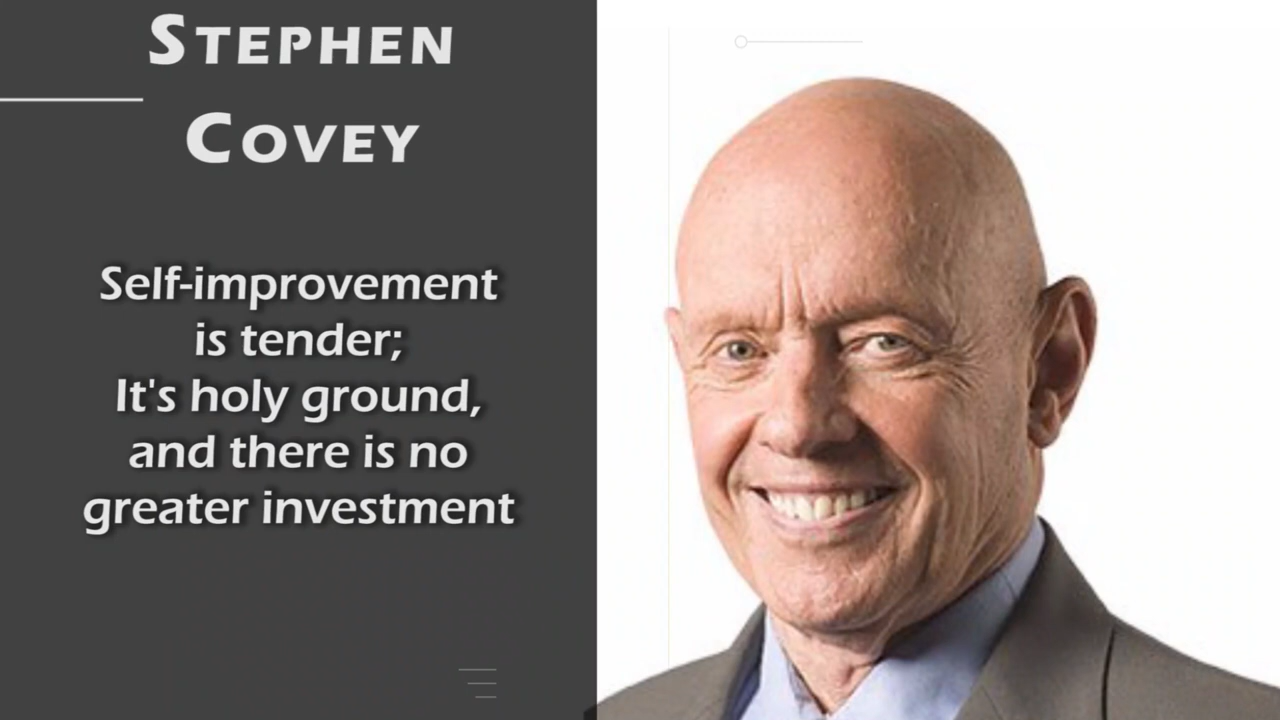 STEPHEN
COVEY
Self-improvement
is tender;
It's holy ground,
and there is no
greater investment